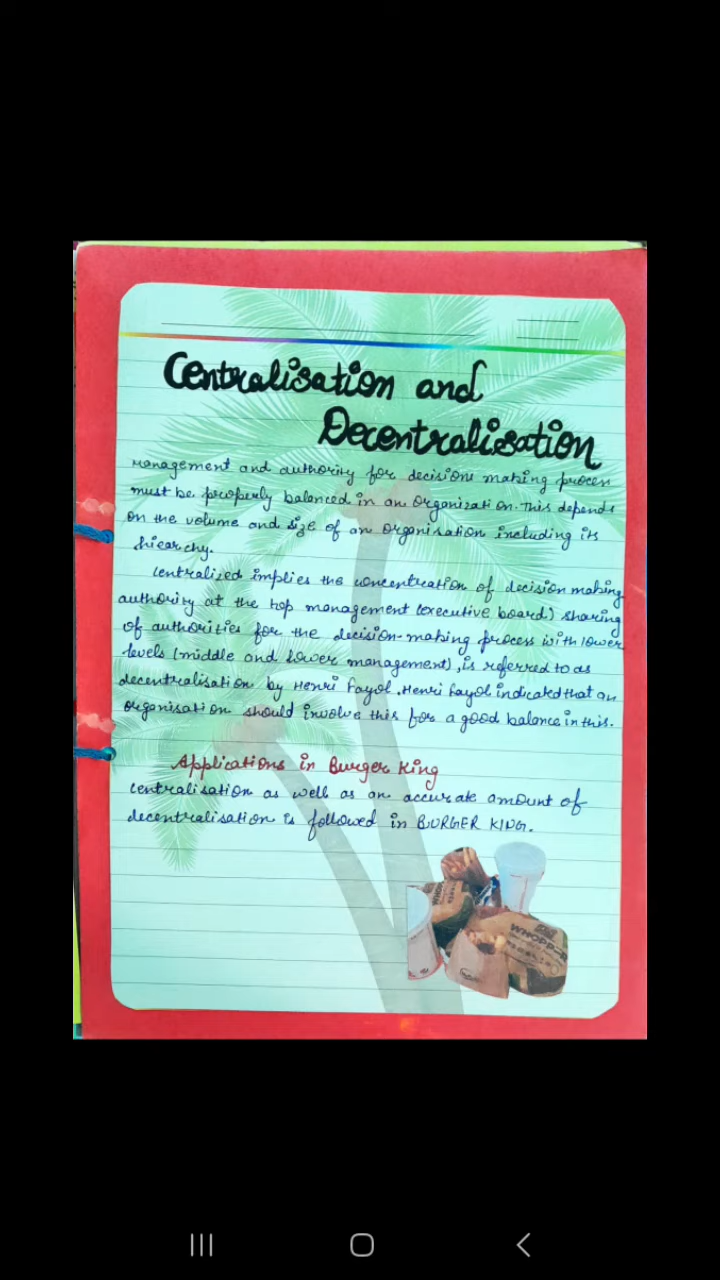 Centralisation and
Decentralisation
Management and authority for decisions making process
must be properly balanced in an organization. This depends
on the volume and size of an organisation including its
hiearchy.
Centralized implies the concentration of decision making
authority at the top management (executive board) sharing
of authorities for the decision-making process with lower
levels (middle and lower management), is referred to as
decentralisation by Henri Fayol. Henri Fayol indicated that an
organisation should involve this for a good balance in this.
Applications in Burger King
Centralisation as well as an accurate amount of
decentralisation is followed in BURGER KING.
WHOPPER